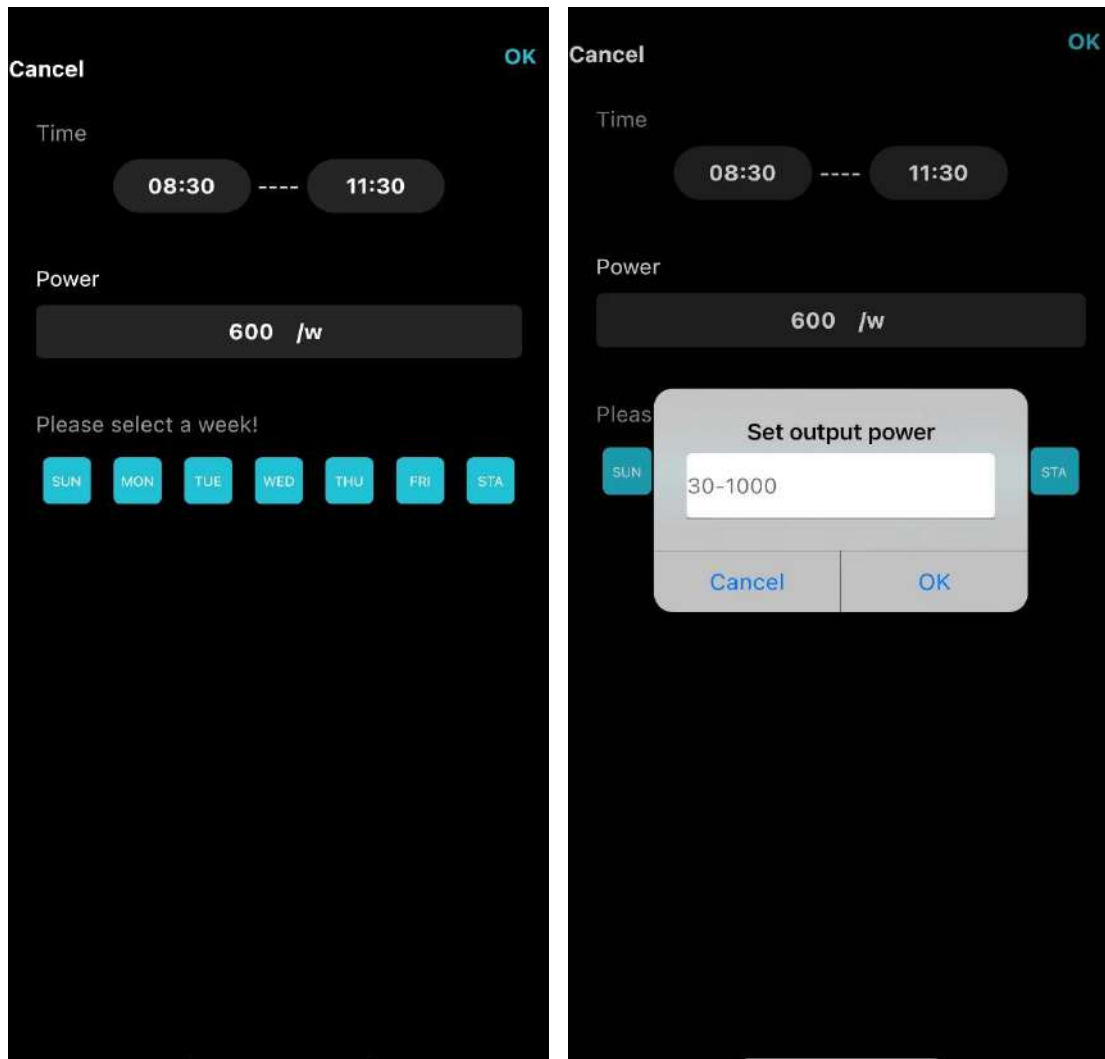 Cancel
OK
Time
08:30 ---- 11:30
Power
600 /w
Please select a week!
SUN MON TUE WED THU FRI STA
Cancel
OK
Time
08:30 ---- 11:30
Power
600 /w
Pleas
SUN
STA
Set output power
30-1000
Cancel
OK